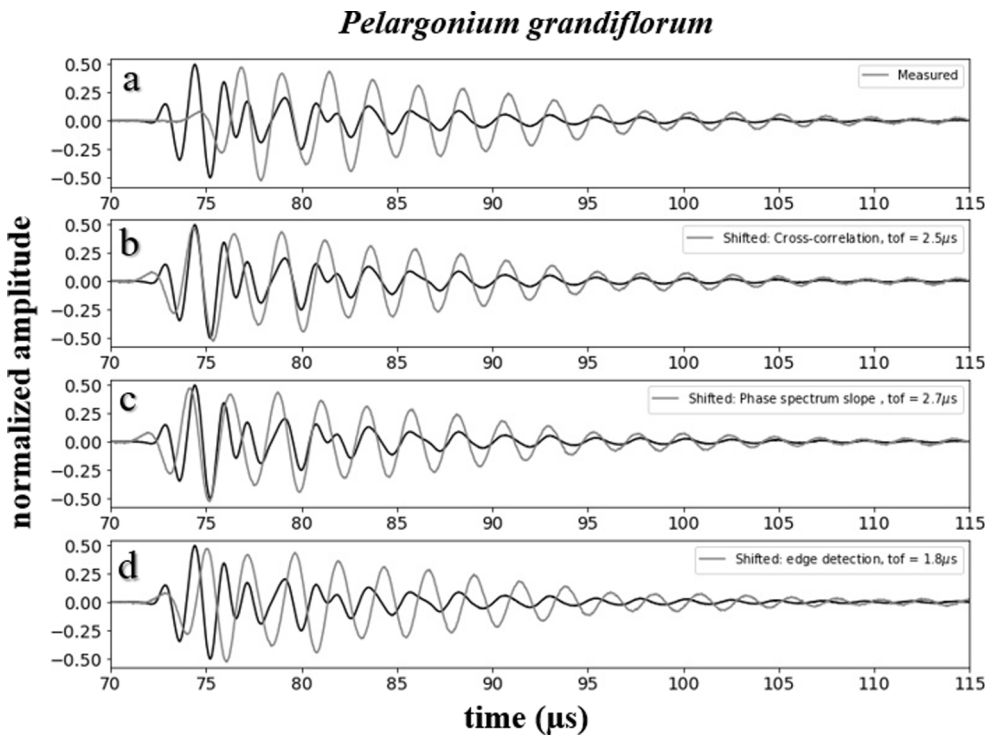 Pelargonium grandiflorum
normalized amplitude
a
Measured
0.50
0.25
0.00
−0.25
−0.50
70 75 80 85 90 95 100 105 110 115
b
Shifted: Cross-correlation, tof = 2.5μs
0.50
0.25
0.00
−0.25
−0.50
70 75 80 85 90 95 100 105 110 115
c
Shifted: Phase spectrum slope , tof = 2.7μs
0.50
0.25
0.00
−0.25
−0.50
70 75 80 85 90 95 100 105 110 115
d
Shifted: edge detection, tof = 1.8μs
0.50
0.25
0.00
−0.25
−0.50
70 75 80 85 90 95 100 105 110 115
time (μs)